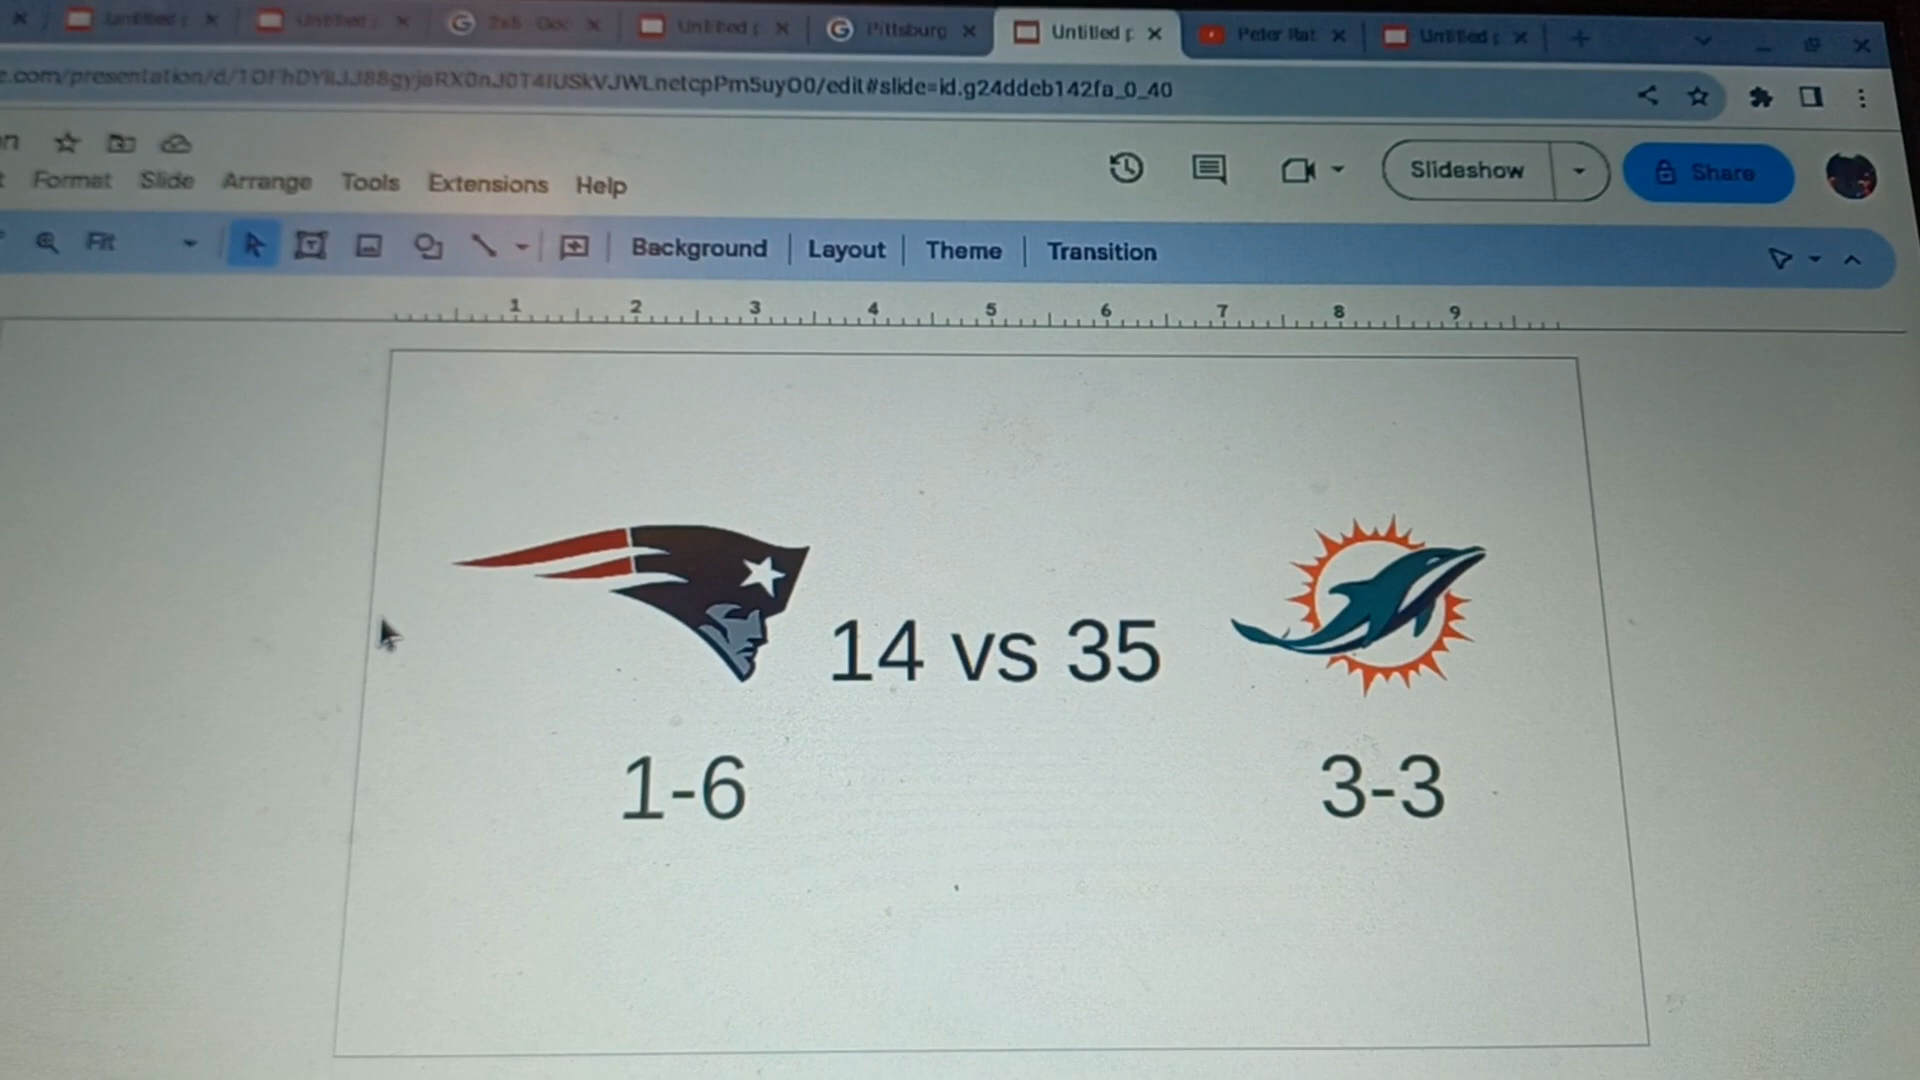 Untitled p
Pittsburg
Untitled p
Peter Rat
Untitled p
e.com/presentation/d/1OFhDYliJJ88gyjaRX0nJ0T4IUSkVJWLnetcpPm5uyO0/edit#slide=id.g24ddeb142fa_0_40
Format Slide Arrange Tools Extensions Help
Slideshow
Share
Fit
Background Layout Theme Transition
1 2 3 4 5 6 7 8 9
14 vs 35
1-6
3-3